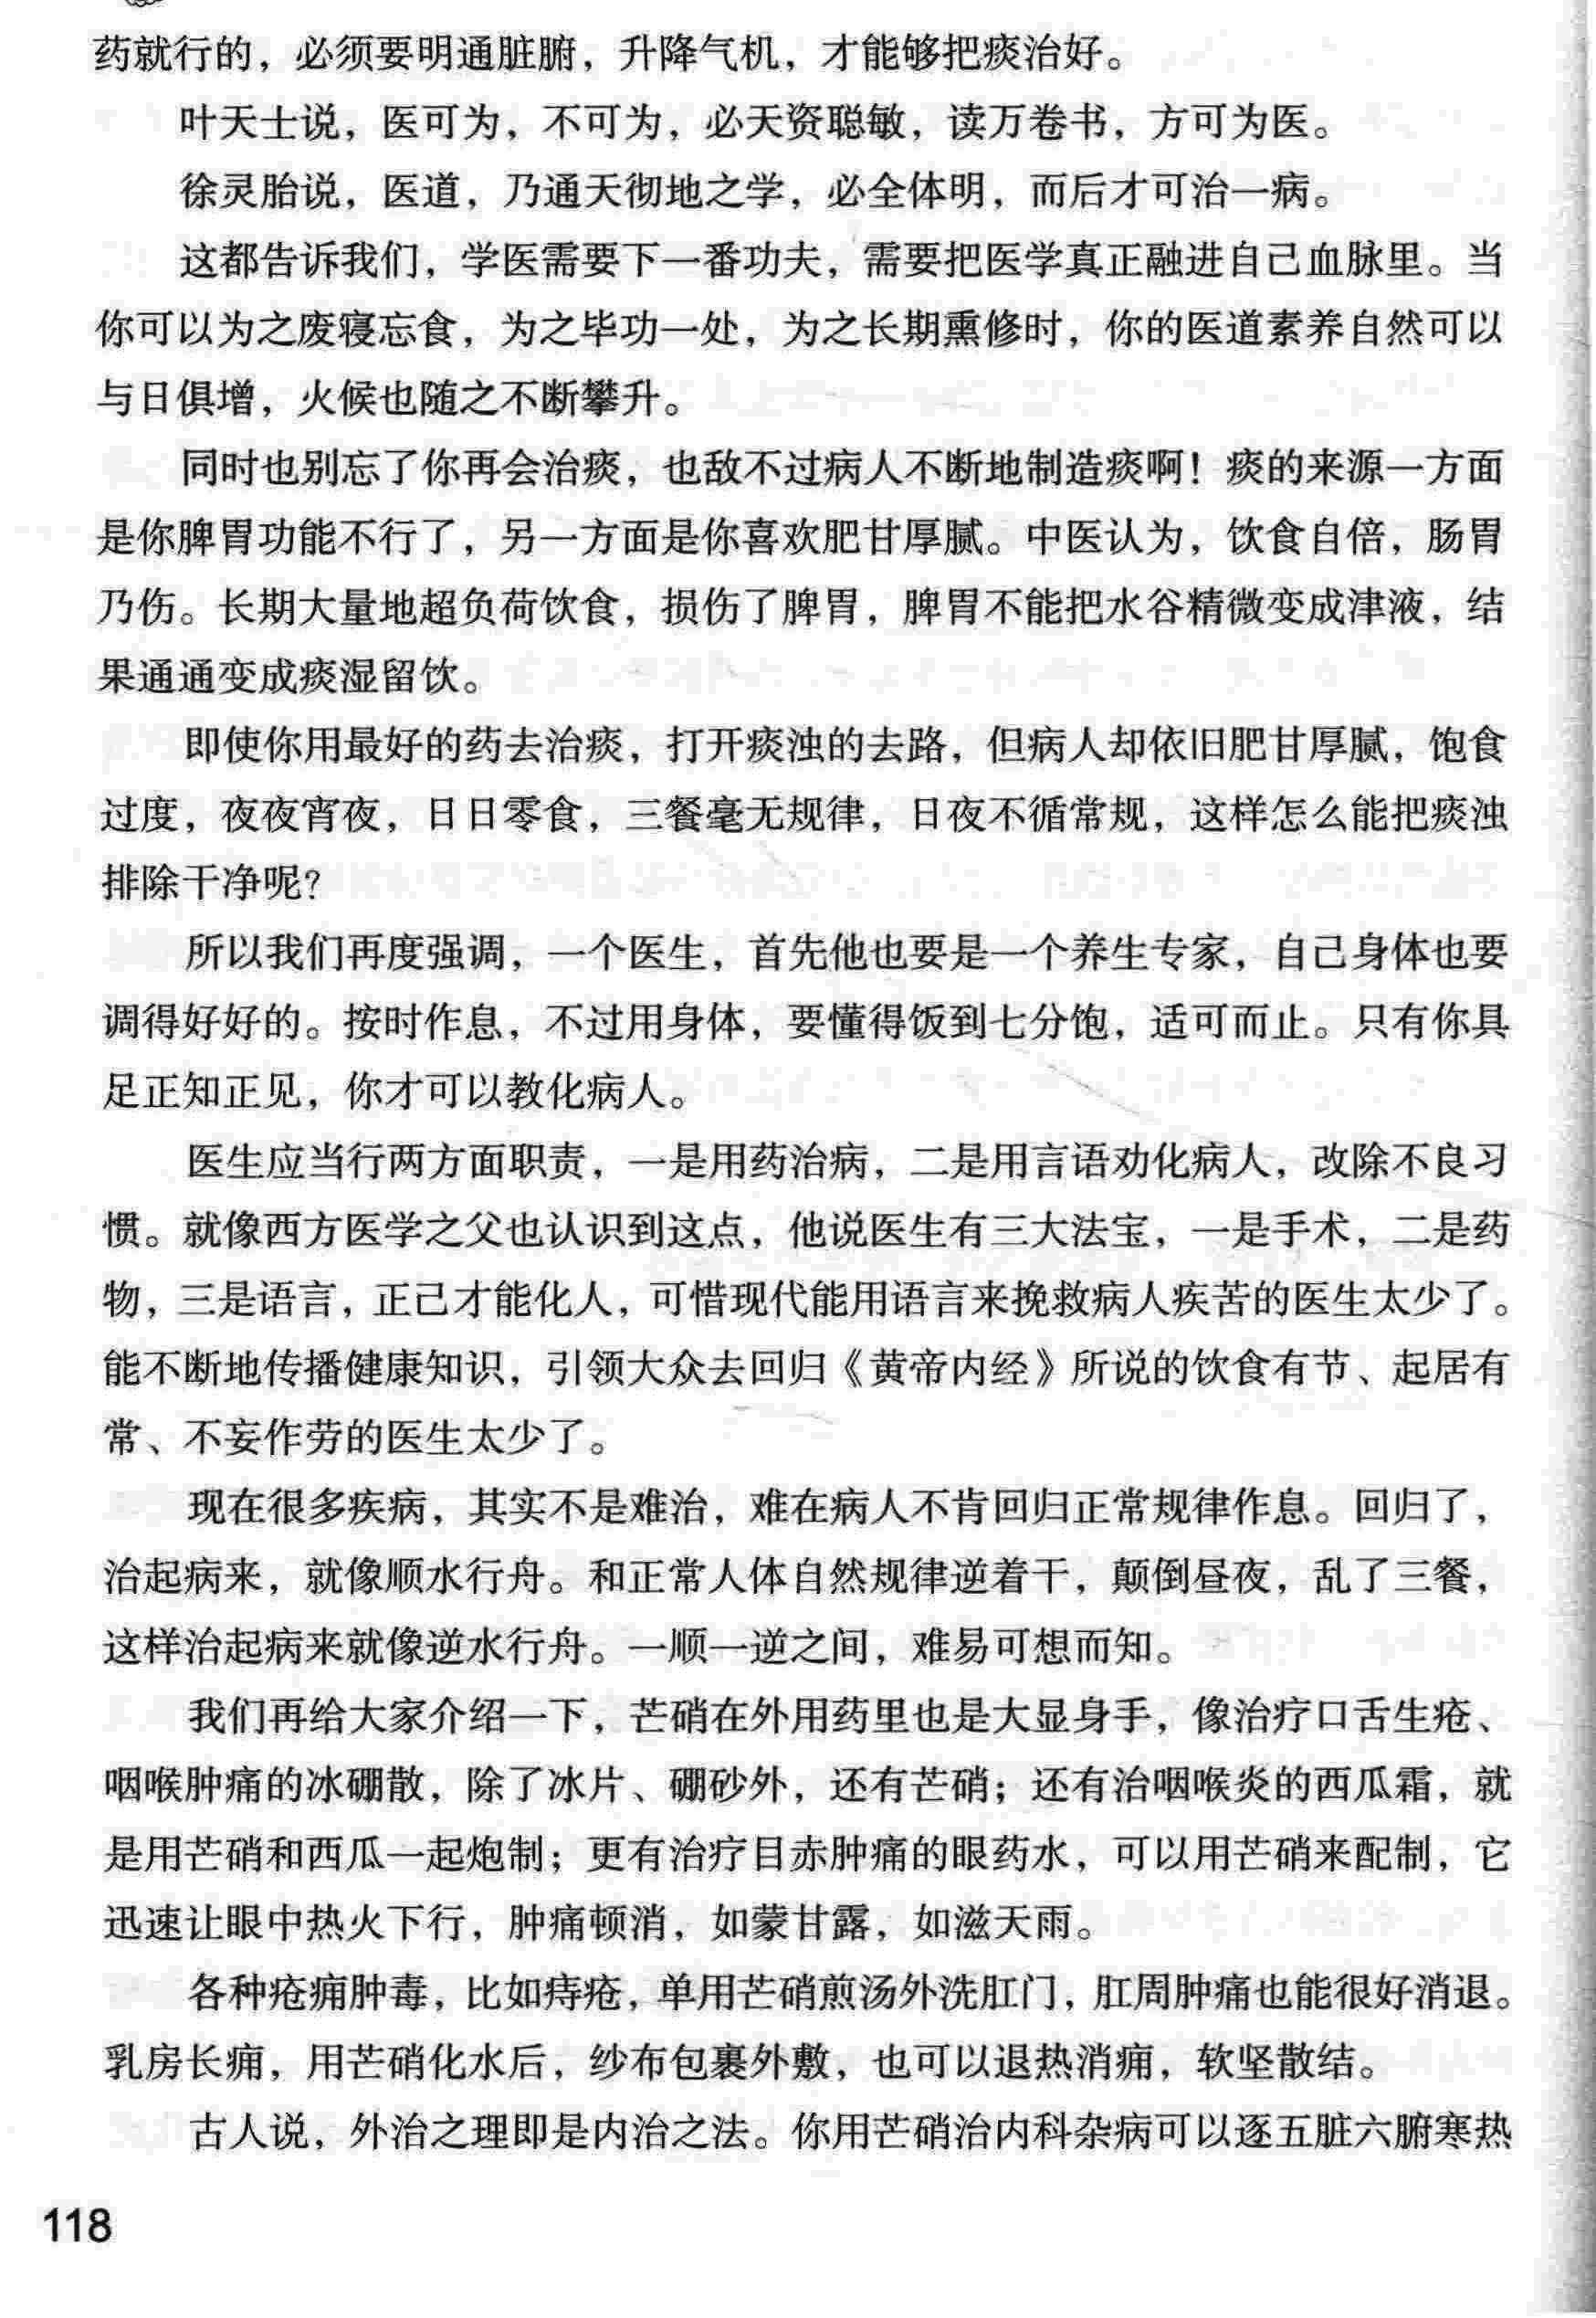 药就行的，必须要明通脏腑，升降气机，才能够把痰治好。
叶天士说，医可为，不可为，必天资聪敏，读万卷书，方可为医。
徐灵胎说，医道，乃通天彻地之学，必全体明，而后才可治一病。
这都告诉我们，学医需要下一番功夫，需要把医学真正融进自己血脉里。当
你可以为之废寝忘食，为之毕功一处，为之长期熏修时，你的医道素养自然可以
与日俱增，火候也随之不断攀升。
同时也别忘了你再会治痰，也敌不过病人不断地制造痰啊！痰的来源一方面
是你脾胃功能不行了，另一方面是你喜欢肥甘厚腻。中医认为，饮食自倍，肠胃
乃伤。长期大量地超负荷饮食，损伤了脾胃，脾胃不能把水谷精微变成津液，结
果通通变成痰湿留饮。
即使你用最好的药去治痰，打开痰浊的去路，但病人却依旧肥甘厚腻，饱食
过度，夜夜宵夜，日日零食，三餐毫无规律，日夜不循常规，这样怎么能把痰浊
排除干净呢？
所以我们再度强调，一个医生，首先他也要是一个养生专家，自己身体也要
调得好好的。按时作息，不过用身体，要懂得饭到七分饱，适可而止。只有你具
足正知正见，你才可以教化病人。
医生应当行两方面职责，一是用药治病，二是用言语劝化病人，改除不良习
惯。就像西方医学之父也认识到这点，他说医生有三大法宝，一是手术，二是药
物，三是语言，正己才能化人，可惜现代能用语言来挽救病人疾苦的医生太少了。
能不断地传播健康知识，引领大众去回归《黄帝内经》所说的饮食有节、起居有
常、不妄作劳的医生太少了。
现在很多疾病，其实不是难治，难在病人不肯回归正常规律作息。回归了，
治起病来，就像顺水行舟。和正常人体自然规律逆着干，颠倒昼夜，乱了三餐，
这样治起病来就像逆水行舟。一顺一逆之间，难易可想而知。
我们再给大家介绍一下，芒硝在外用药里也是大显身手，像治疗口舌生疮、
咽喉肿痛的冰硼散，除了冰片、硼砂外，还有芒硝；还有治咽喉炎的西瓜霜，就
是用芒硝和西瓜一起炮制；更有治疗目赤肿痛的眼药水，可以用芒硝来配制，它
迅速让眼中热火下行，肿痛顿消，如蒙甘露，如滋天雨。
各种疮痈肿毒，比如痔疮，单用芒硝煎汤外洗肛门，肛周肿痛也能很好消退。
乳房长痈，用芒硝化水后，纱布包裹外敷，也可以退热消痈，软坚散结。
古人说，外治之理即是内治之法。你用芒硝治内科杂病可以逐五脏六腑寒热
118